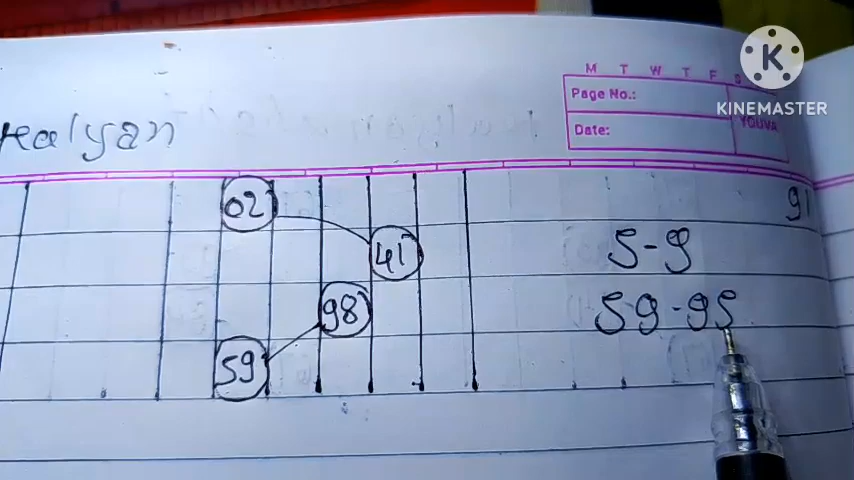 M T W T F S
Page No.:
KINEMASTER
Date:
YOUVA
Kalyan
02
91
41
5-9
98
59-95
59